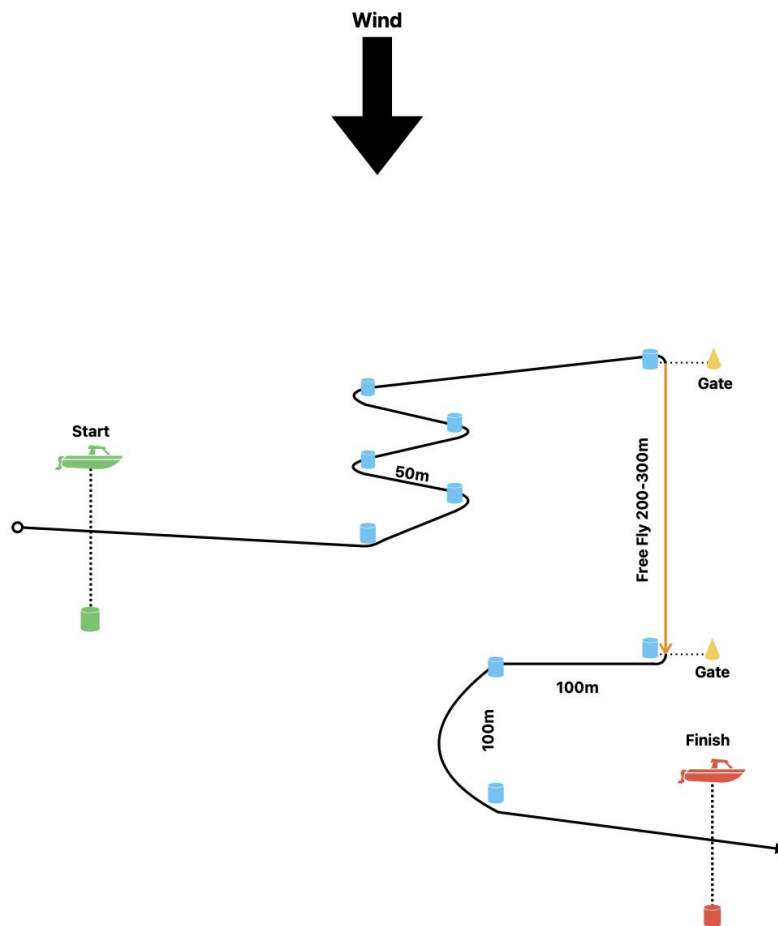 Wind
Gate
Start
50m
Free Fly 200-300m
Gate
100m
100m
Finish